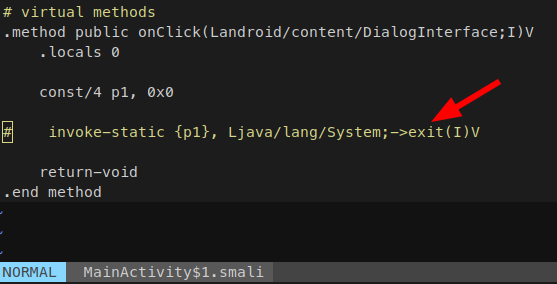 # virtual methods
.method public onClick(Landroid/content/DialogInterface;I)V
    .locals 0
    const/4 p1, 0x0
#    invoke-static {p1}, Ljava/lang/System;->exit(I)V
    return-void
.end method
~
~
~
NORMAL  MainActivity$1.smali